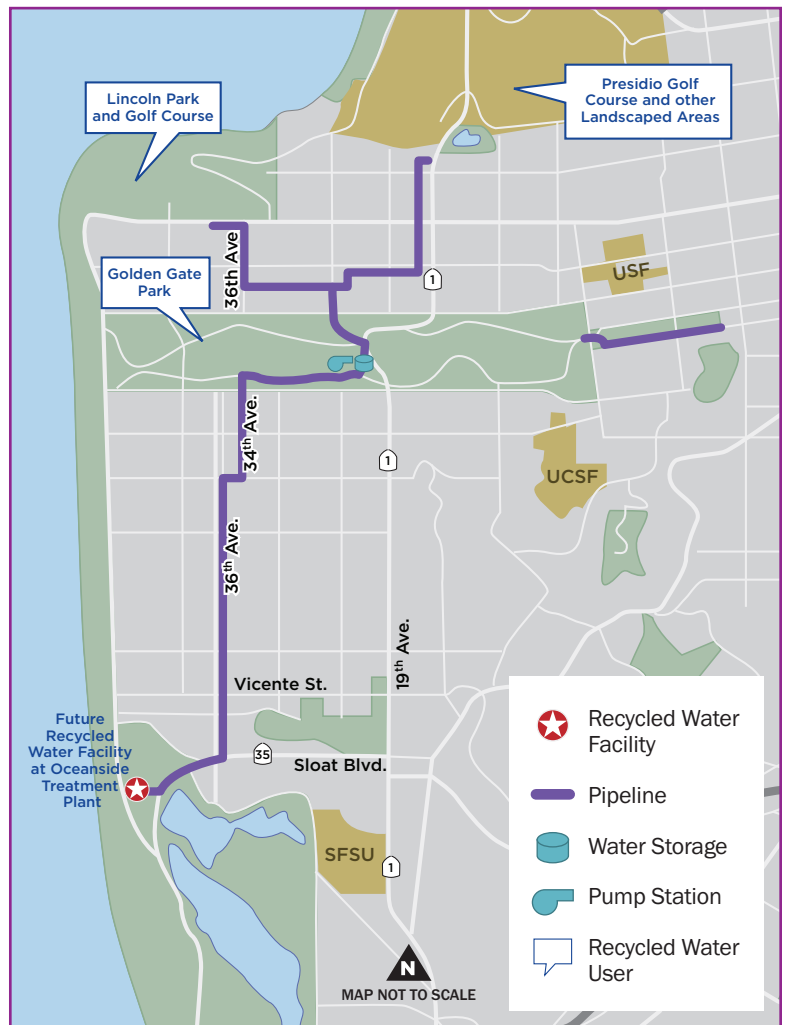 Lincoln Park
and Golf Course
Presidio Golf
Course and other
Landscaped Areas
36th Ave
1
USF
Golden Gate
Park
34th Ave.
1
UCSF
36th Ave.
19th Ave.
Vicente St.
Future
Recycled
Water Facility
at Oceanside
Treatment
Plant
35
Sloat Blvd.
SFSU
1
N
MAP NOT TO SCALE
Recycled Water
Facility
Pipeline
Water Storage
Pump Station
Recycled Water
User